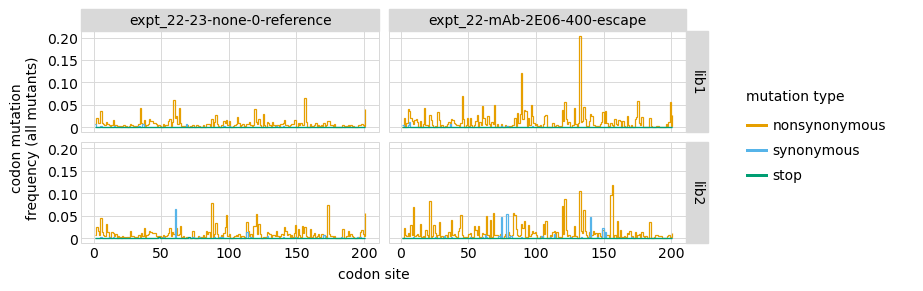 expt_22-23-none-0-reference
expt_22-mAb-2E06-400-escape
0.20
0.15
0.10
0.05
0
lib1
0.20
0.15
0.10
0.05
0
lib2
codon mutation
frequency (all mutants)
0
50
100
150
200
0
50
100
150
200
codon site
mutation type
nonsynonymous
synonymous
stop